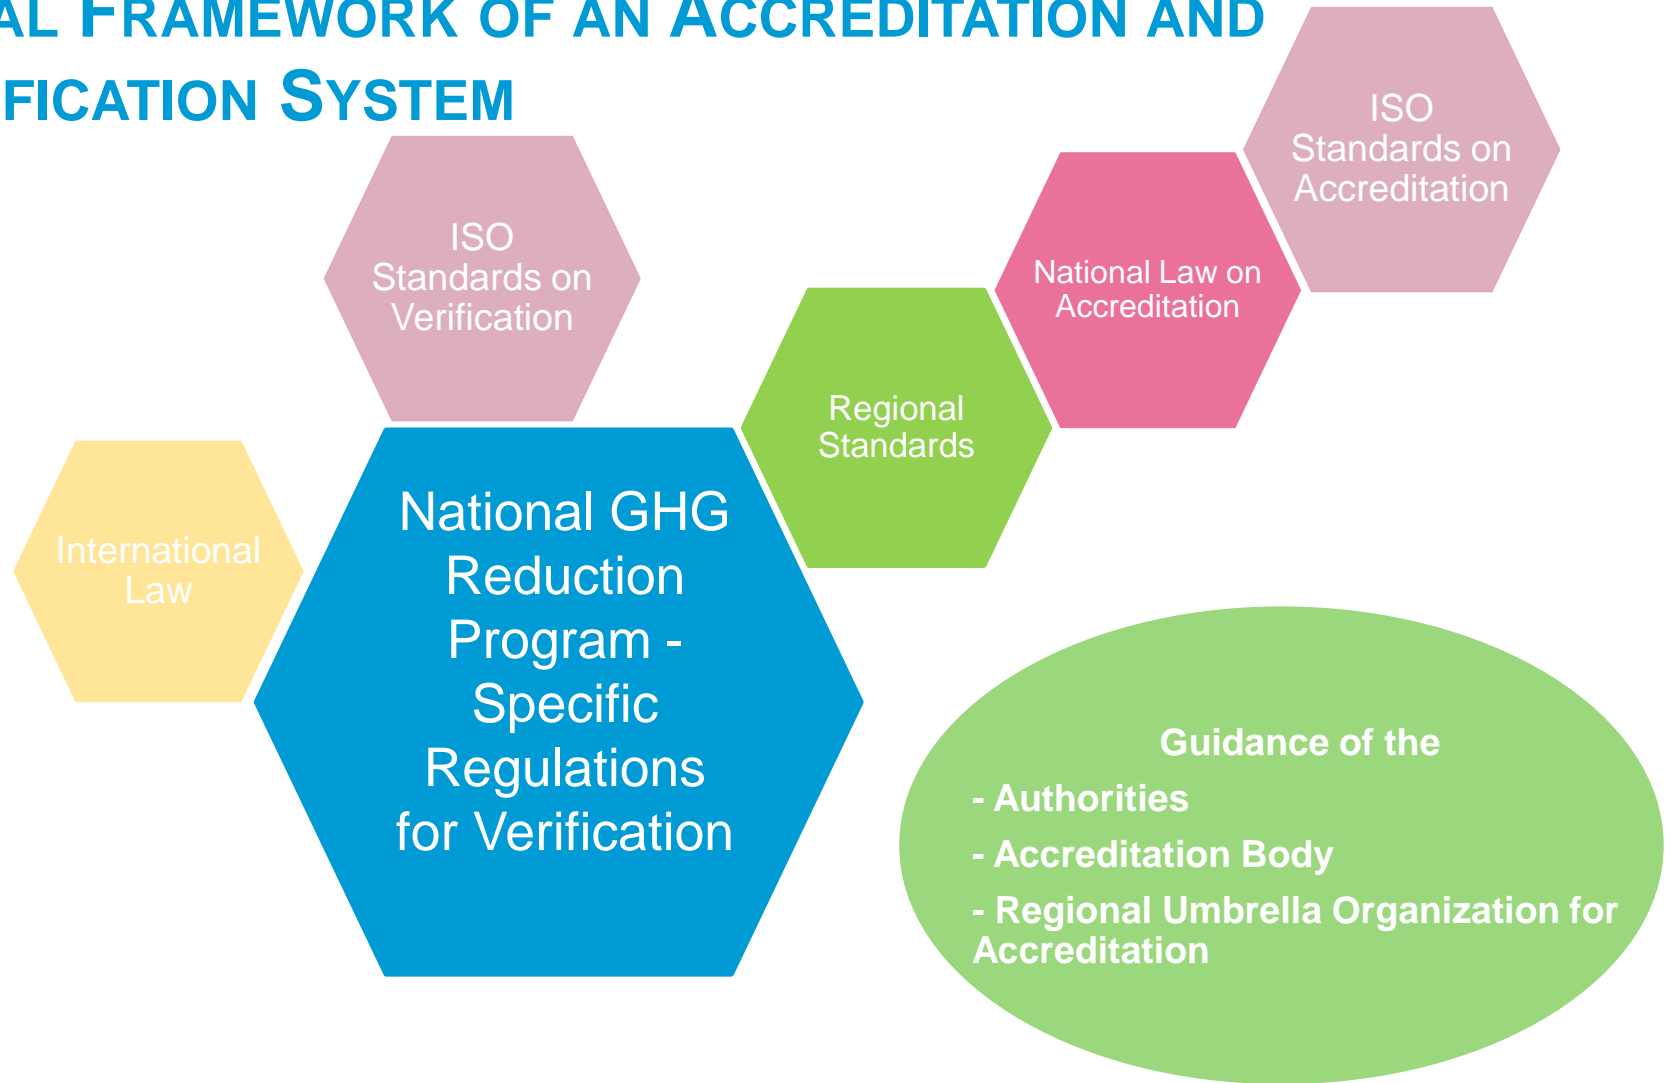 AL FRAMEWORK OF AN ACCREDITATION AND
FICATION SYSTEM
ISO
Standards on
Accreditation
ISO
Standards on
Verification
National Law on
Accreditation
Regional
Standards
International
Law
National GHG
Reduction
Program -
Specific
Regulations
for Verification
Guidance of the
- Authorities
- Accreditation Body
- Regional Umbrella Organization for
Accreditation